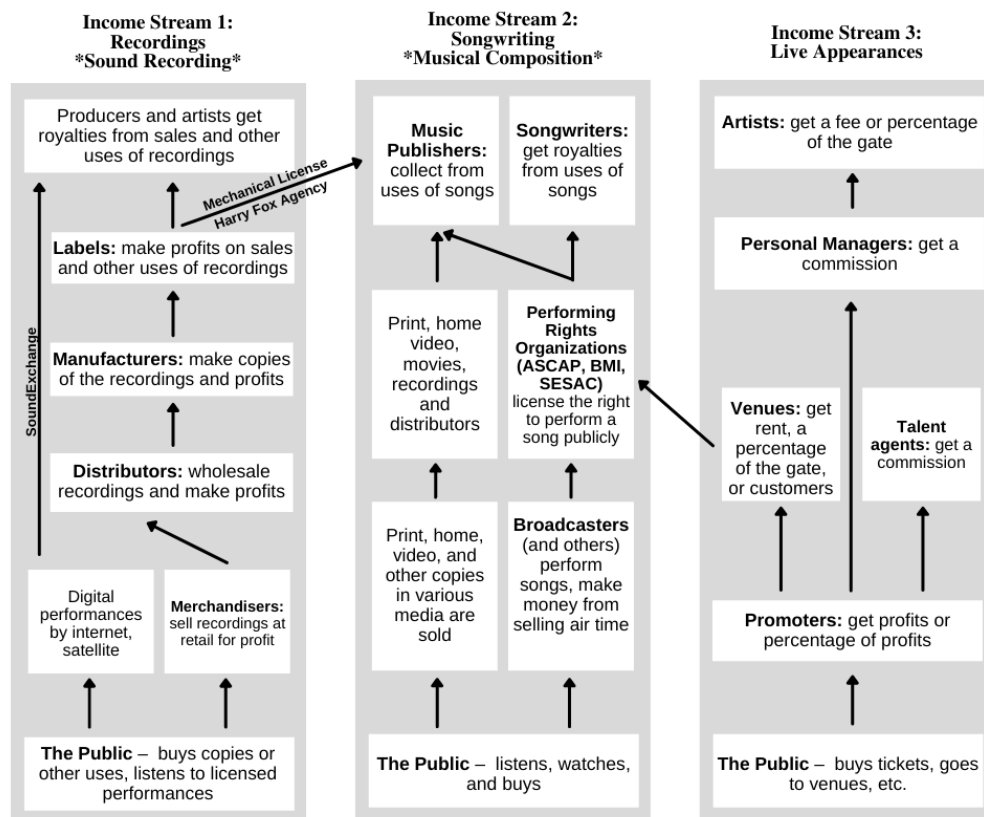 Income Stream 1:
Recordings
*Sound Recording*
Producers and artists get
royalties from sales and other
uses of recordings
Mechanical License
Harry Fox Agency
Labels: make profits on sales
and other uses of recordings
SoundExchange
Manufacturers: make copies
of the recordings and profits
Distributors: wholesale
recordings and make profits
Digital
performances
by internet,
satellite
Merchandisers:
sell recordings at
retail for profit
The Public – buys copies or
other uses, listens to licensed
performances
Income Stream 2:
Songwriting
*Musical Composition*
Music
Publishers:
collect from
uses of songs
Songwriters:
get royalties
from uses of
songs
Print, home
video,
movies,
recordings
and
distributors
Performing
Rights
Organizations
(ASCAP, BMI,
SESAC)
license the right
to perform a
song publicly
Print, home,
video, and
other copies
in various
media are
sold
Broadcasters
(and others)
perform
songs, make
money from
selling air time
The Public – listens, watches,
and buys
Income Stream 3:
Live Appearances
Artists: get a fee or percentage
of the gate
Personal Managers: get a
commission
Venues: get
rent, a
percentage
of the gate,
or customers
Talent
agents: get a
commission
Promoters: get profits or
percentage of profits
The Public – buys tickets, goes
to venues, etc.